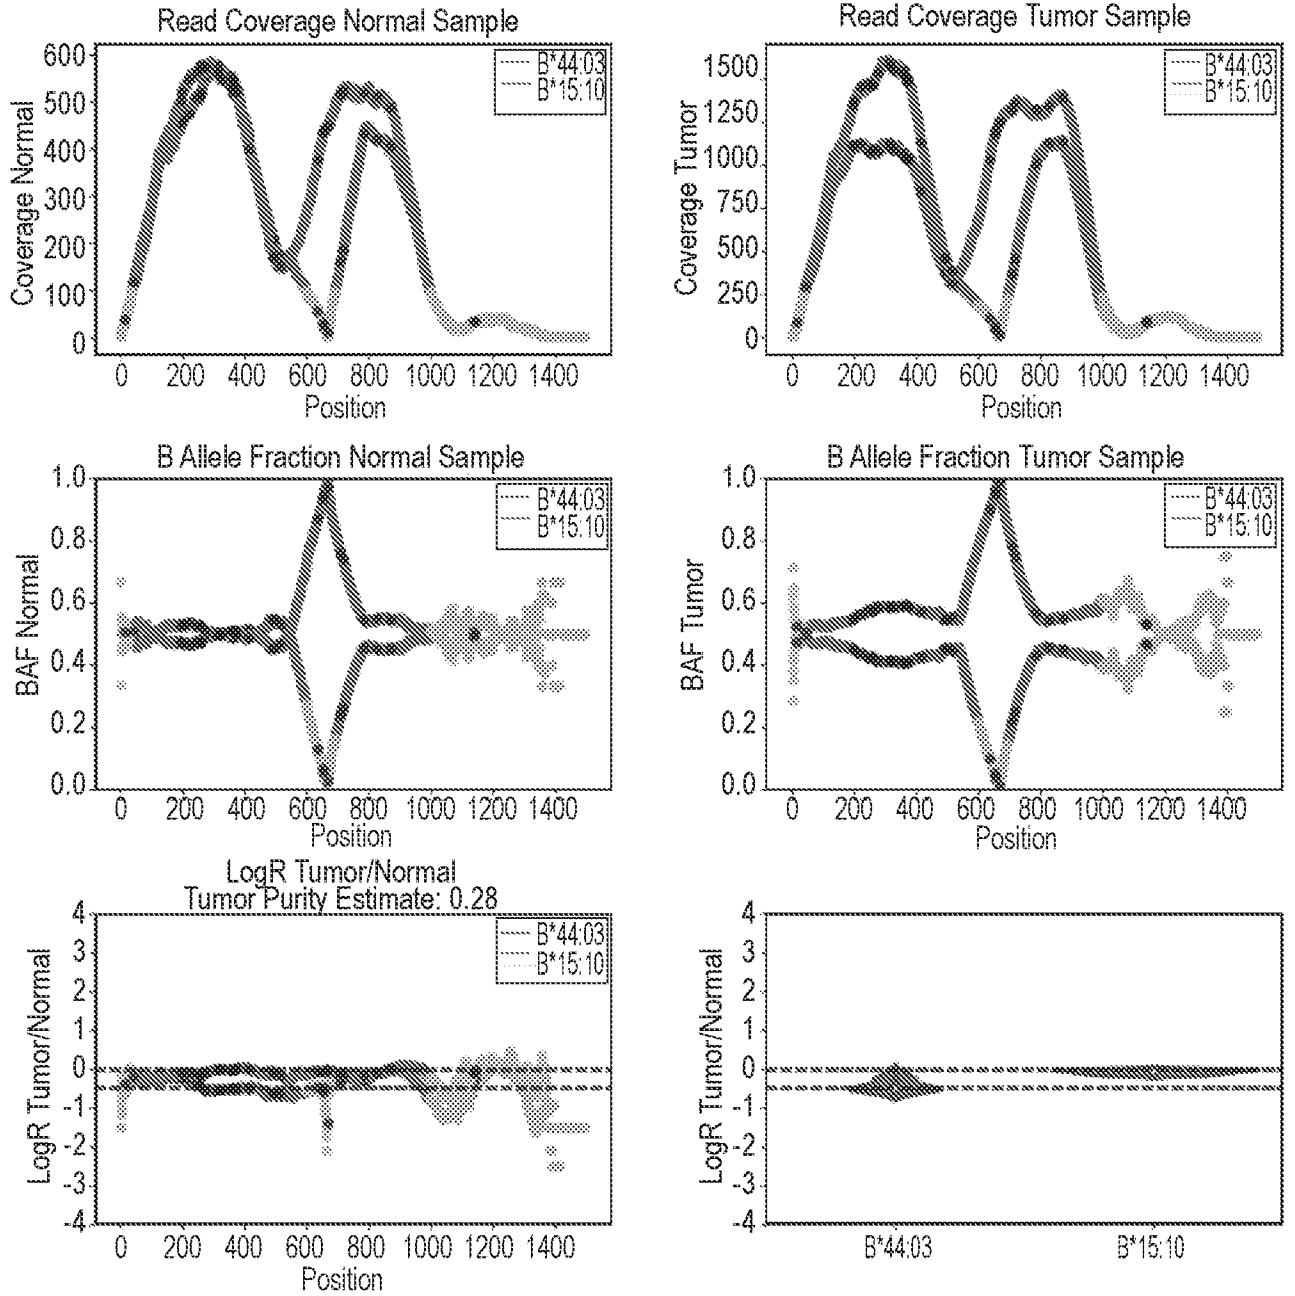 Read Coverage Normal Sample
600
500
400
300
200
100
0
Coverage Normal
B*44:03
B*15:10
0 200 400 600 800 1000 1200 1400
Position
Read Coverage Tumor Sample
1500
1250
1000
750
500
250
0
Coverage Tumor
B*44:03
B*15:10
0 200 400 600 800 1000 1200 1400
Position
B Allele Fraction Normal Sample
1.0
0.8
0.6
0.4
0.2
0.0
BAF Normal
B*44:03
B*15:10
0 200 400 600 800 1000 1200 1400
Position
B Allele Fraction Tumor Sample
1.0
0.8
0.6
0.4
0.2
0.0
BAF Tumor
B*44:03
B*15:10
0 200 400 600 800 1000 1200 1400
Position
LogR Tumor/Normal
Tumor Purity Estimate: 0.28
4
3
2
1
0
-1
-2
-3
-4
LogR Tumor/Normal
B*44:03
B*15:10
0 200 400 600 800 1000 1200 1400
Position
4
3
2
1
0
-1
-2
-3
-4
LogR Tumor/Normal
B*44:03 B*15:10